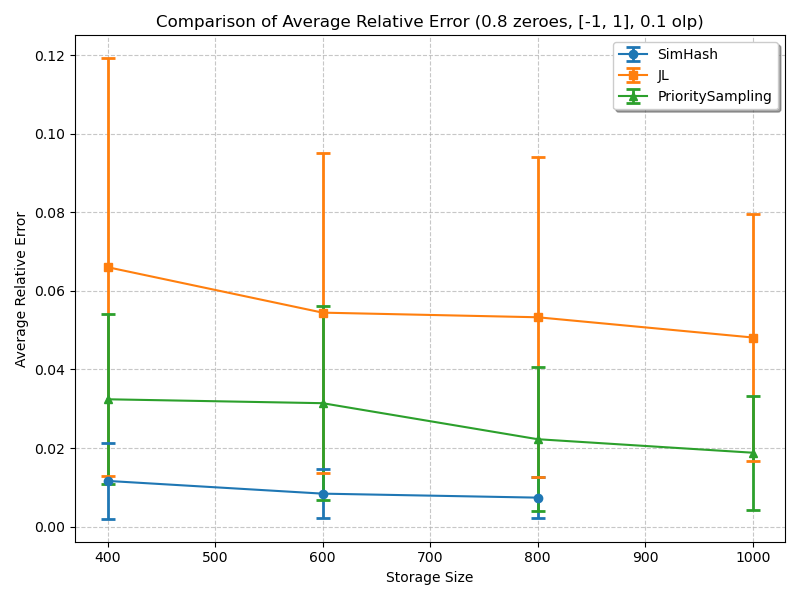 Comparison of Average Relative Error (0.8 zeroes, [-1, 1], 0.1 olp)
SimHash
JL
PrioritySampling
Average Relative Error
0.12
0.10
0.08
0.06
0.04
0.02
0.00
400
500
600
700
800
900
1000
Storage Size